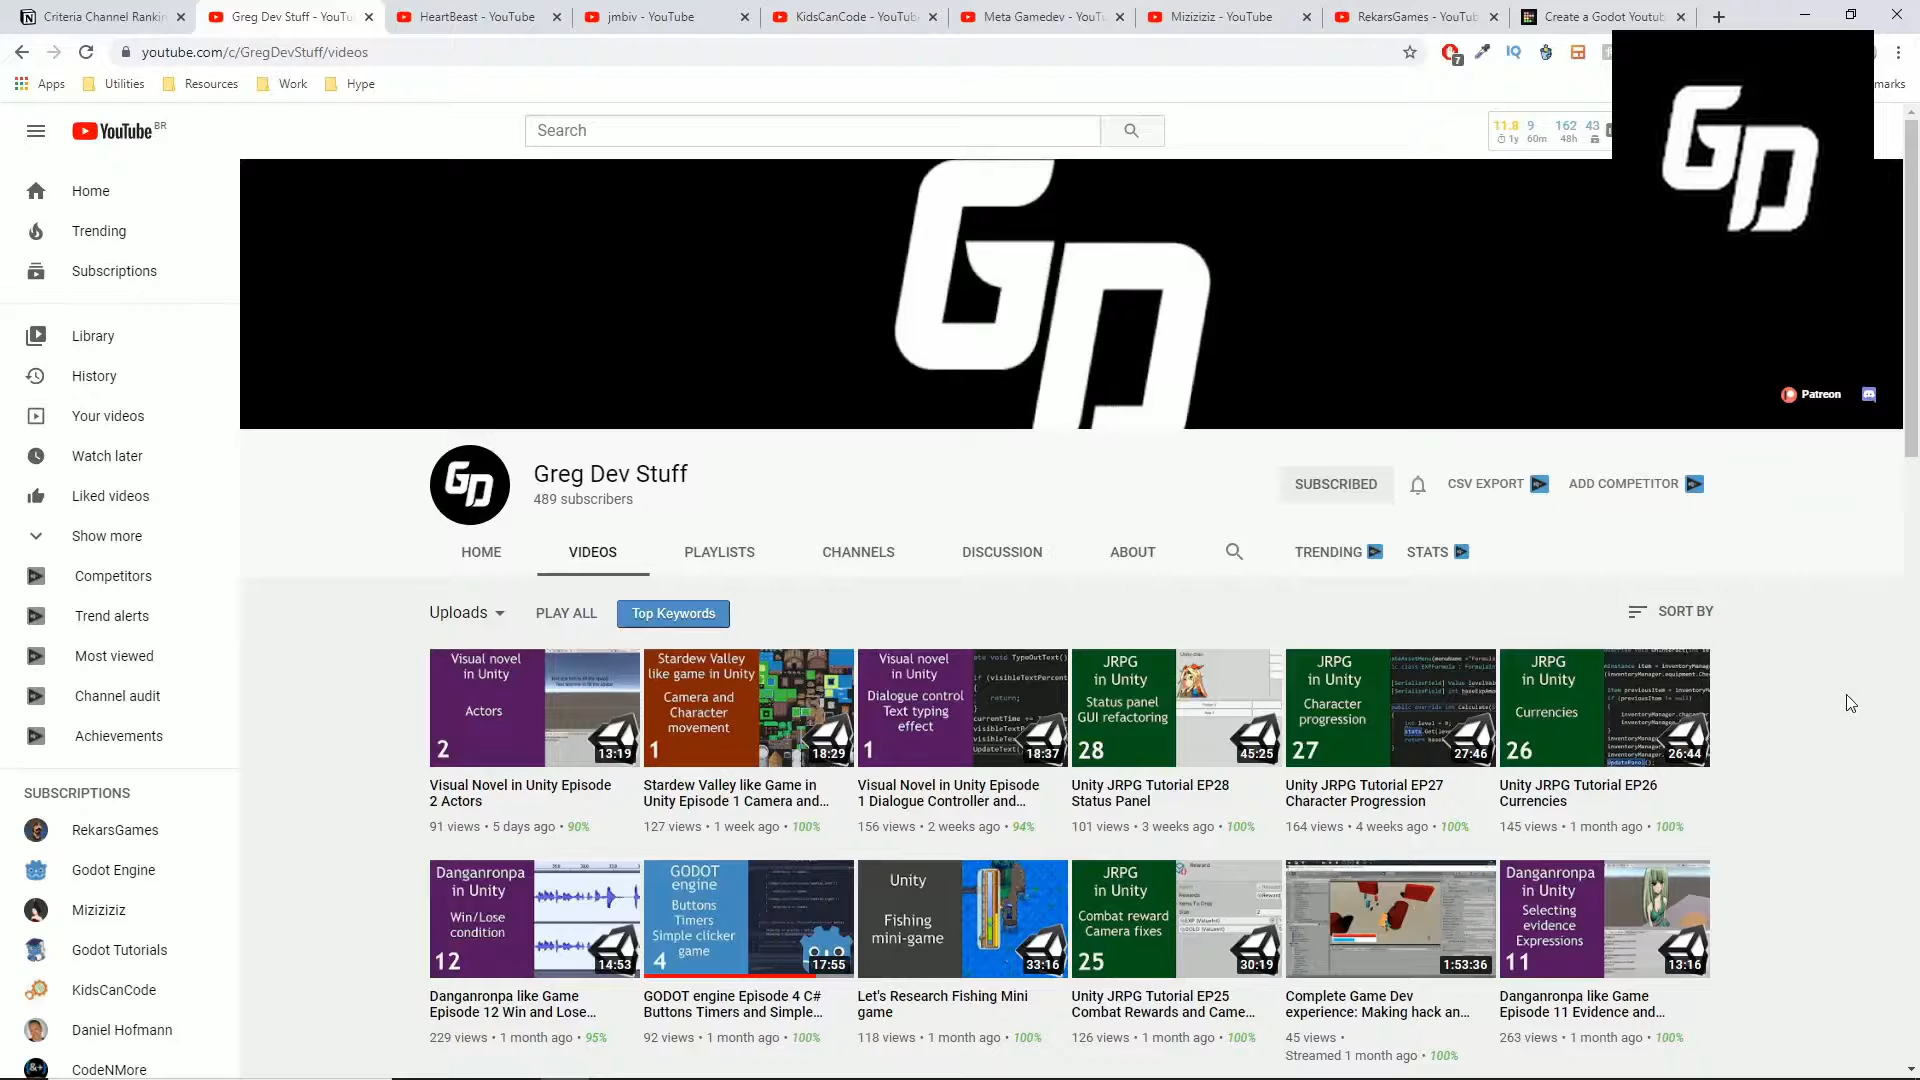 Criteria Channel Rankin
Greg Dev Stuff - YouTu
HeartBeast - YouTube
jmbiv - YouTube
KidsCanCode - YouTube
Meta Gamedev - YouT
Miziziziz - YouTube
RekarsGames - YouTub
Create a Godot Youtub
youtube.com/c/GregDevStuff/videos
7
IQ
Apps
Utilities
Resources
Work
Hype
marks
YouTube BR
Search
11.8 9 162 43
1y 60m 48h
GD
GD
Home
Trending
Subscriptions
Library
History
Your videos
Watch later
Liked videos
Show more
Competitors
Trend alerts
Most viewed
Channel audit
Achievements
SUBSCRIPTIONS
RekarsGames
Godot Engine
Miziziziz
Godot Tutorials
KidsCanCode
Daniel Hofmann
CodeNMore
Patreon
GD
Greg Dev Stuff
489 subscribers
SUBSCRIBED
CSV EXPORT
ADD COMPETITOR
HOME
VIDEOS
PLAYLISTS
CHANNELS
DISCUSSION
ABOUT
TRENDING
STATS
Uploads
PLAY ALL
Top Keywords
SORT BY
Visual novel
in Unity
Actors
2
13:19
Visual Novel in Unity Episode
2 Actors
91 views • 5 days ago • 90%
Stardew Valley
like game in Unity
Camera and
Character
movement
1
18:29
Stardew Valley like Game in
Unity Episode 1 Camera and...
127 views • 1 week ago • 100%
Visual novel
in Unity
Dialogue control
Text typing
effect
1
18:37
Visual Novel in Unity Episode
1 Dialogue Controller and...
156 views • 2 weeks ago • 94%
JRPG
in Unity
Status panel
GUI refactoring
28
45:25
Unity JRPG Tutorial EP28
Status Panel
101 views • 3 weeks ago • 100%
JRPG
in Unity
Character
progression
27
27:46
Unity JRPG Tutorial EP27
Character Progression
164 views • 4 weeks ago • 100%
JRPG
in Unity
Currencies
26
26:44
Unity JRPG Tutorial EP26
Currencies
145 views • 1 month ago • 100%
Danganronpa
in Unity
Win/Lose
condition
12
14:53
Danganronpa like Game
Episode 12 Win and Lose...
229 views • 1 month ago • 95%
GODOT
engine
Buttons
Timers
Simple clicker
game
4
17:55
GODOT engine Episode 4 C#
Buttons Timers and Simple...
92 views • 1 month ago • 100%
Unity
Fishing
mini-game
33:16
Let's Research Fishing Mini
game
118 views • 1 month ago • 100%
JRPG
in Unity
Combat reward
Camera fixes
25
30:19
Unity JRPG Tutorial EP25
Combat Rewards and Came...
126 views • 1 month ago • 100%
1:53:36
Complete Game Dev
experience: Making hack an...
45 views •
Streamed 1 month ago • 100%
Danganronpa
in Unity
Selecting
evidence
Expressions
11
13:16
Danganronpa like Game
Episode 11 Evidence and...
263 views • 1 month ago • 100%